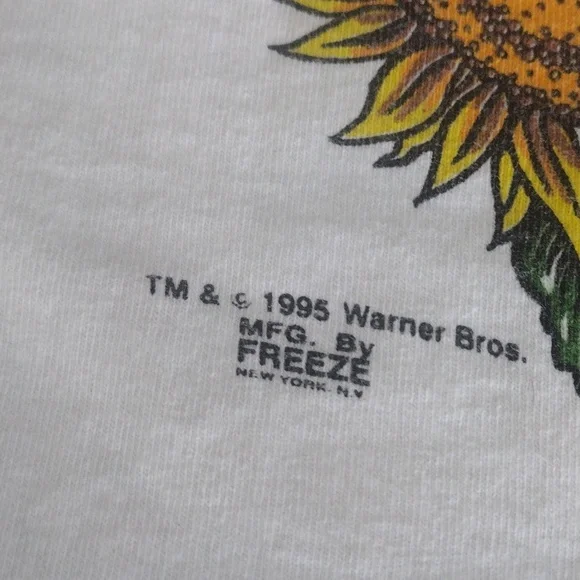 TM & © 1995 Warner Bros.
MFG. By
FREEZE
NEW YORK. N.Y